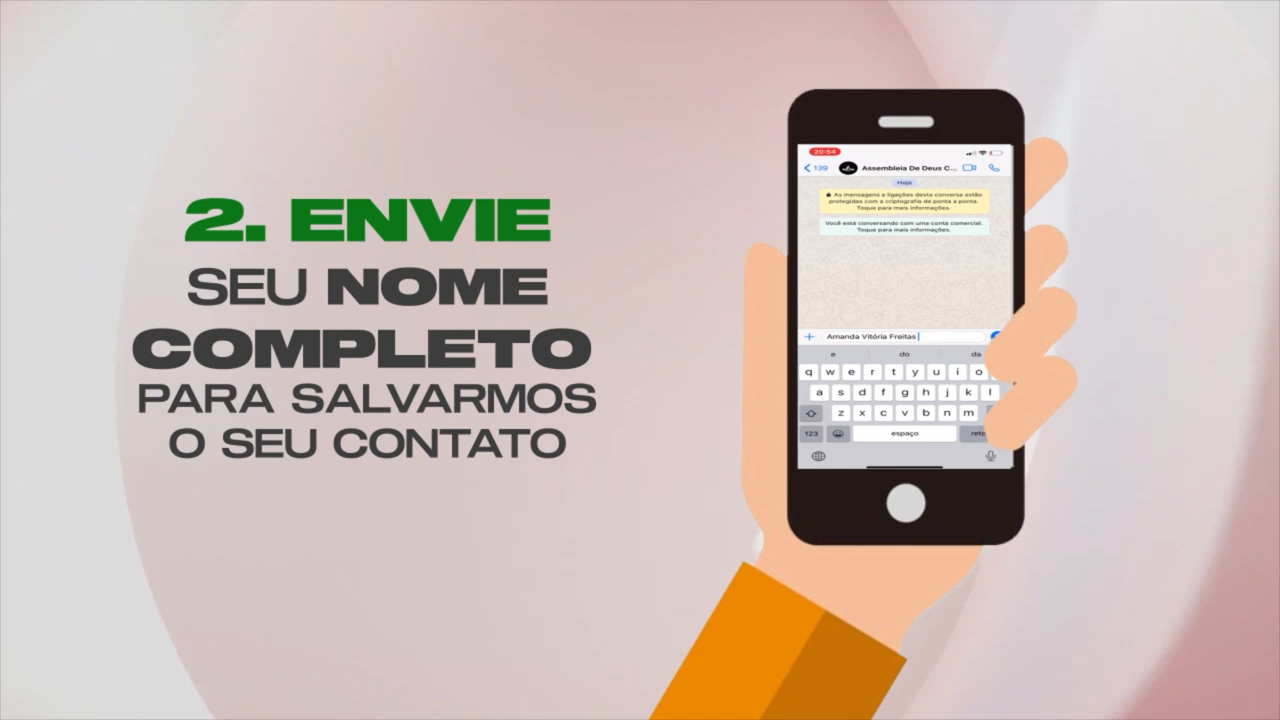 2. ENVIE
SEU NOME
COMPLETO
PARA SALVARMOS
O SEU CONTATO
20:54
139
Assembleia De Deus C...
Hoje
As mensagens e ligações desta conversa estão
protegidas com a criptografia de ponta a ponta.
Toque para mais informações.
Você está conversando com uma conta comercial.
Toque para mais informações.
Amanda Vitória Freitas
e do da
q w e r t y u i o
a s d f g h j k l
z x c v b n m
123 espaço reto